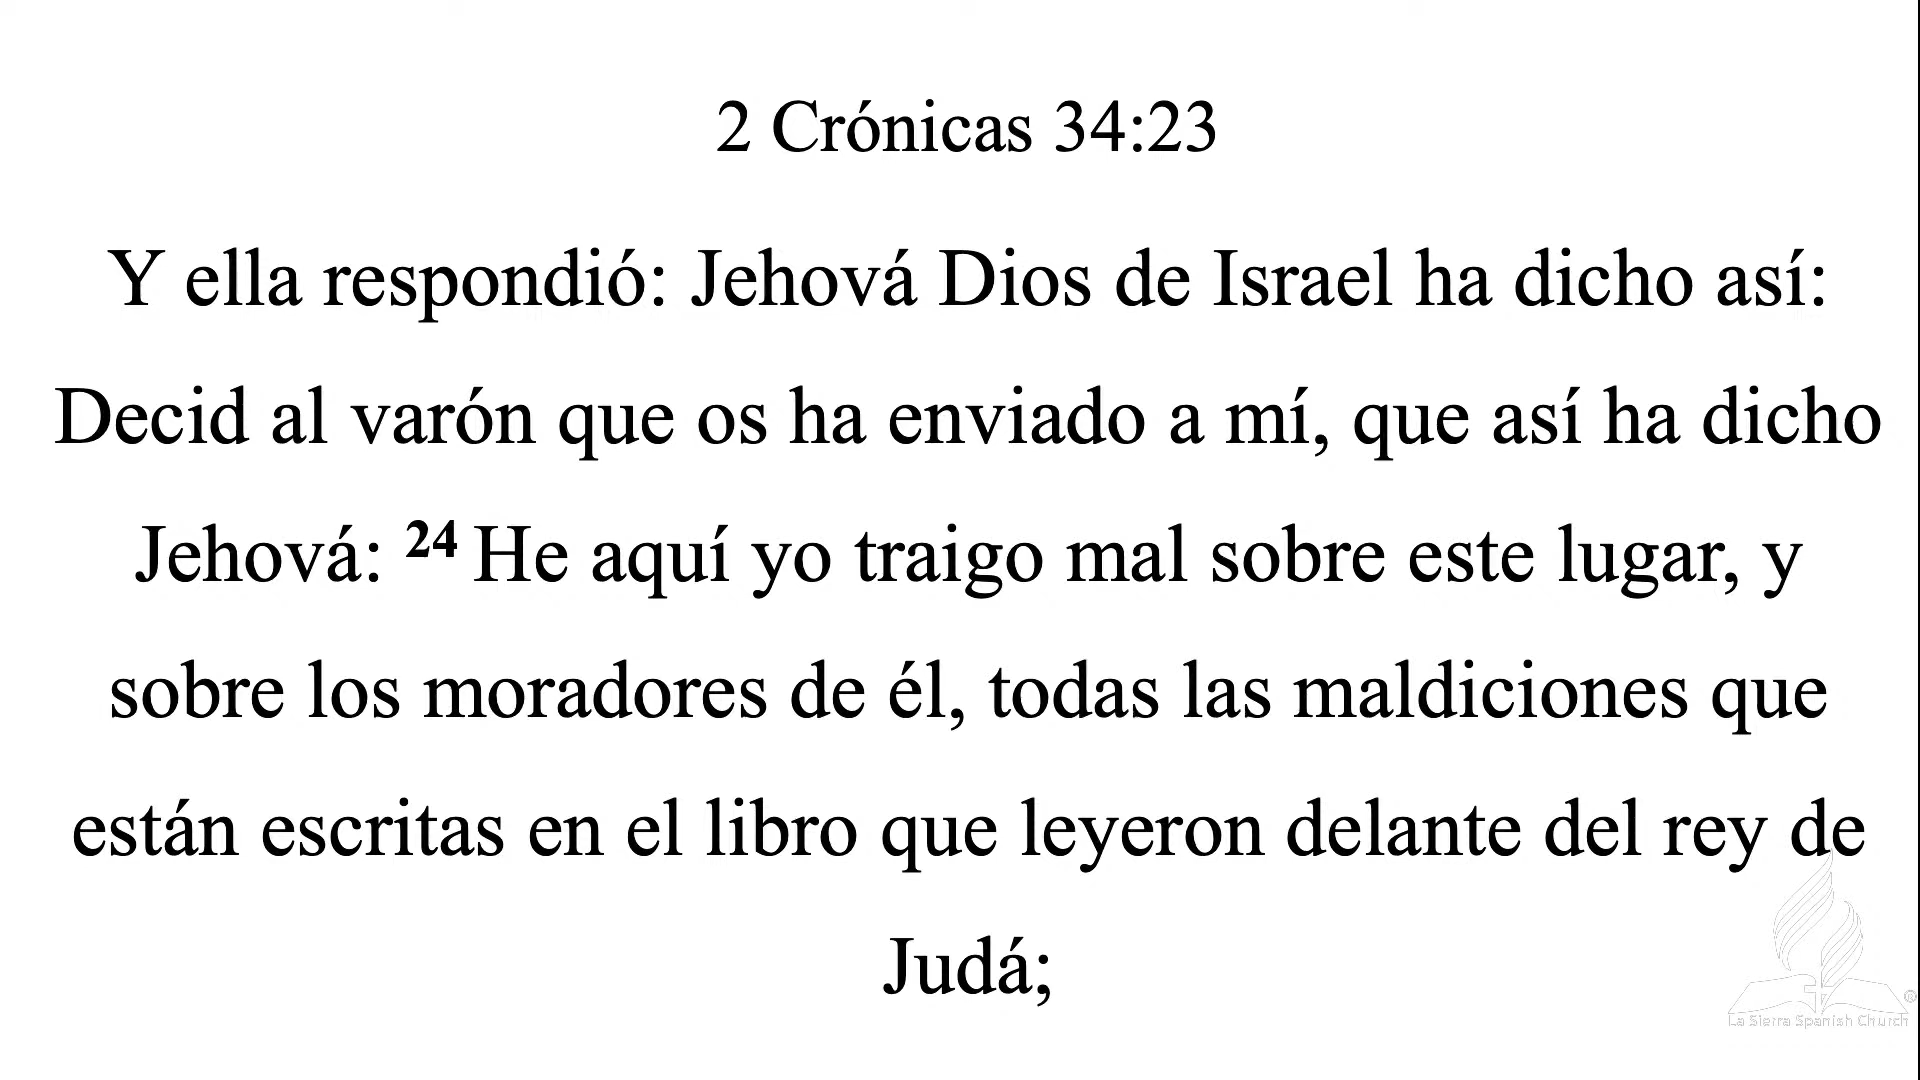 2 Crónicas 34:23
Y ella respondió: Jehová Dios de Israel ha dicho así:
Decid al varón que os ha enviado a mí, que así ha dicho
Jehová: 24 He aquí yo traigo mal sobre este lugar, y
sobre los moradores de él, todas las maldiciones que
están escritas en el libro que leyeron delante del rey de
Judá;
®
La Sierra Spanish Church